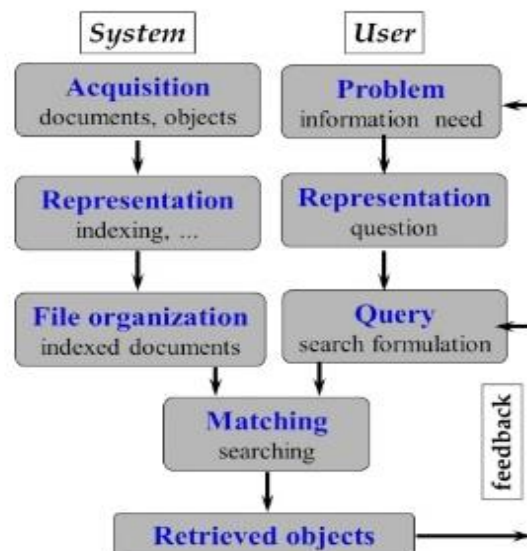 System
User
Acquisition
documents, objects
Problem
information need
Representation
indexing, ...
Representation
question
File organization
indexed documents
Query
search formulation
Matching
searching
feedback
Retrieved objects